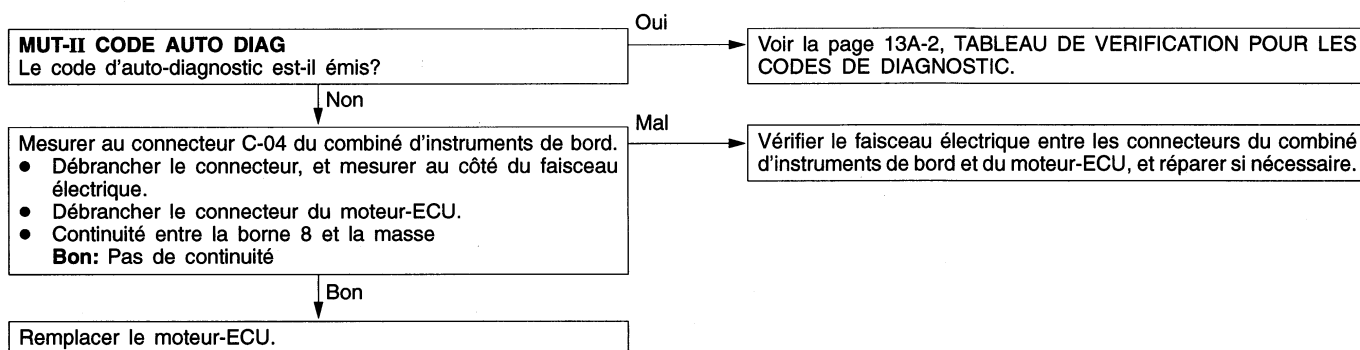 MUT-II CODE AUTO DIAG
Le code d'auto-diagnostic est-il émis?
Oui
Voir la page 13A-2, TABLEAU DE VERIFICATION POUR LES
CODES DE DIAGNOSTIC.
Non
Mesurer au connecteur C-04 du combiné d'instruments de bord.
● Débrancher le connecteur, et mesurer au côté du faisceau
électrique.
● Débrancher le connecteur du moteur-ECU.
● Continuité entre la borne 8 et la masse
Bon: Pas de continuité
Mal
Vérifier le faisceau électrique entre les connecteurs du combiné
d'instruments de bord et du moteur-ECU, et réparer si nécessaire.
Bon
Remplacer le moteur-ECU.